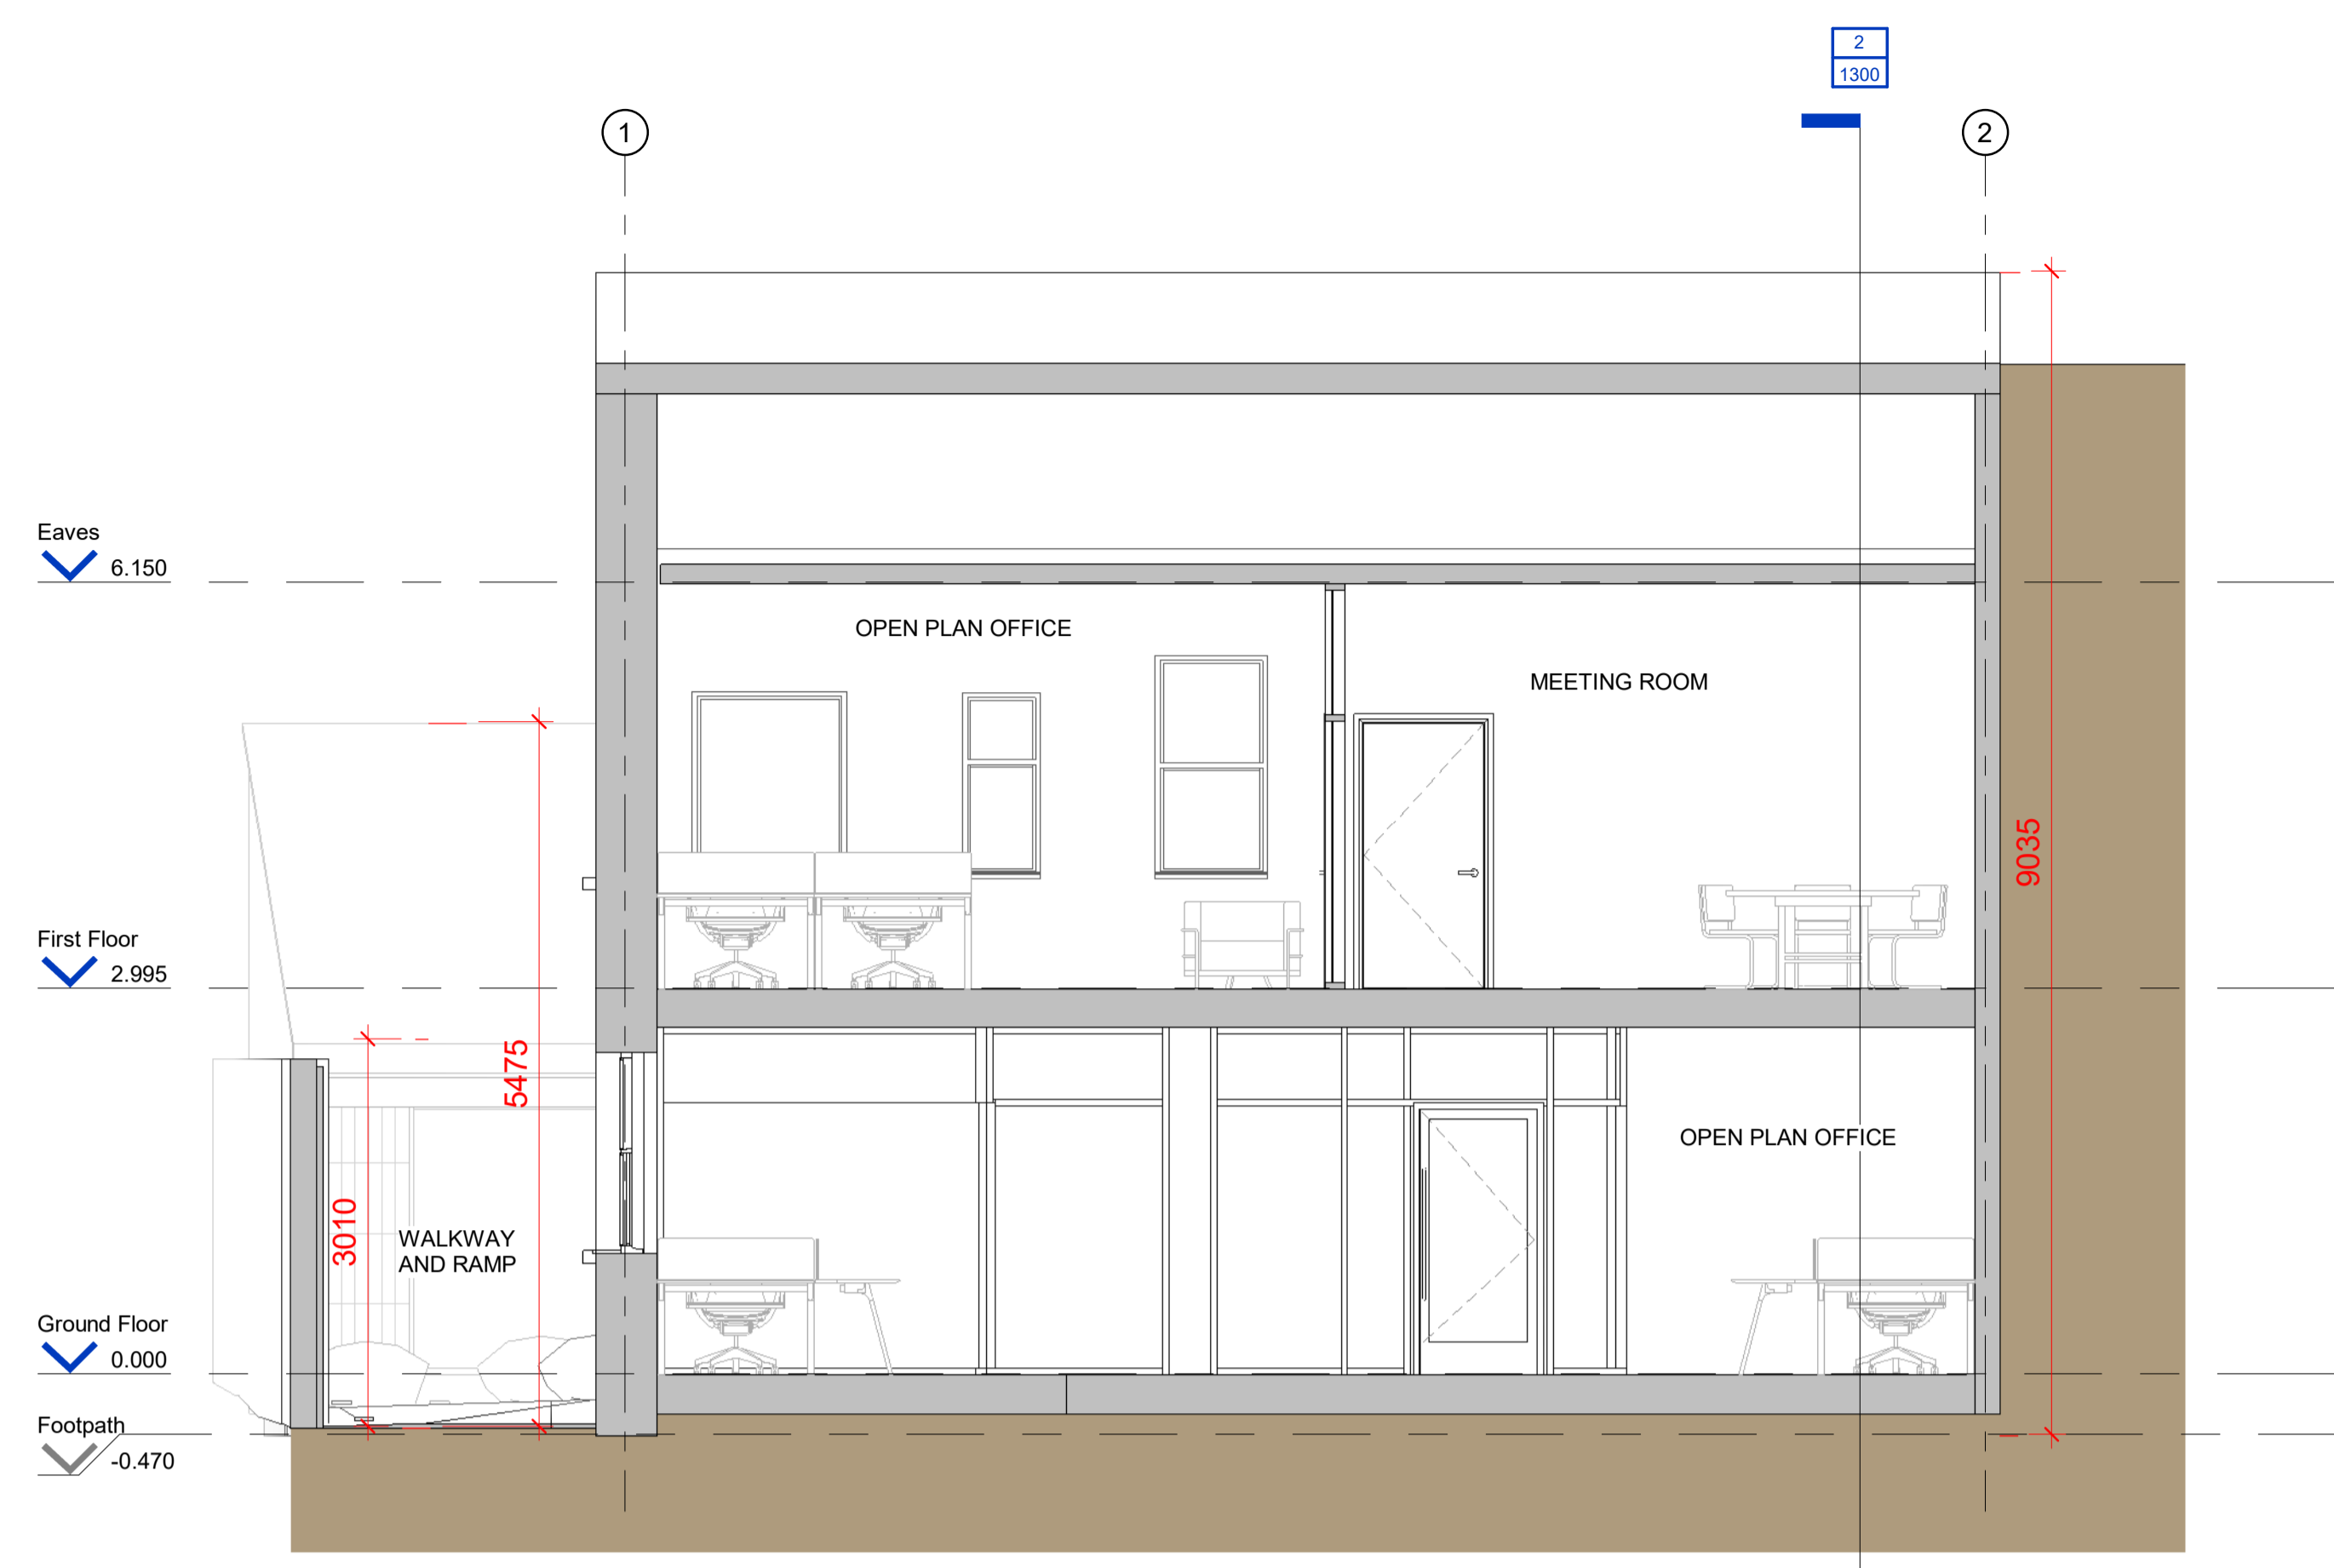 2
1300
1
2
Eaves
6.150
OPEN PLAN OFFICE
MEETING ROOM
9035
First Floor
2.995
5475
3010
WALKWAY
AND RAMP
OPEN PLAN OFFICE
Ground Floor
0.000
Footpath
-0.470